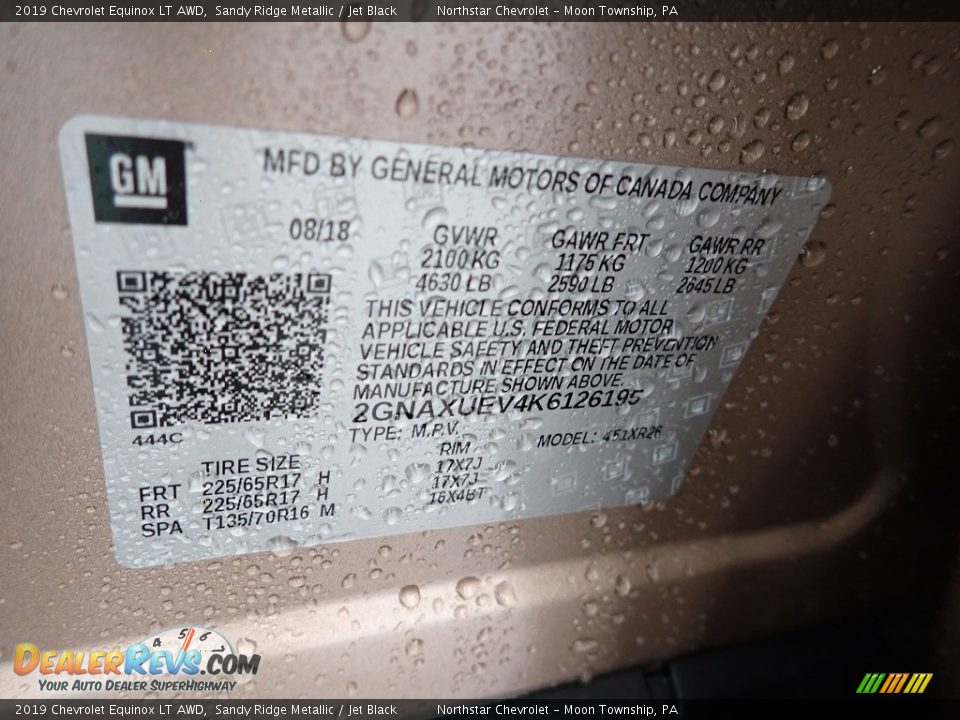 2019 Chevrolet Equinox LT AWD, Sandy Ridge Metallic / Jet Black Northstar Chevrolet – Moon Township, PA
GM
MFD BY GENERAL MOTORS OF CANADA COMPANY
08/18 GVWR GAWR FRT GAWR RR
2100 KG 1175 KG 1200 KG
4630 LB 2590 LB 2645 LB
THIS VEHICLE CONFORMS TO ALL
APPLICABLE U.S. FEDERAL MOTOR
VEHICLE SAFETY AND THEFT PREVENTION
STANDARDS IN EFFECT ON THE DATE OF
MANUFACTURE SHOWN ABOVE.
2GNAXUEV4K6126195
444C
TYPE: M.P.V. MODEL: 451XR26
TIRE SIZE RIM
FRT 225/65R17 H 17X7J
RR 225/65R17 H 17X7J
SPA T135/70R16 M 16X4BT
4 5 6
DEALERREVS.COM
YOUR AUTO DEALER SUPERHIGHWAY
2019 Chevrolet Equinox LT AWD, Sandy Ridge Metallic / Jet Black Northstar Chevrolet – Moon Township, PA